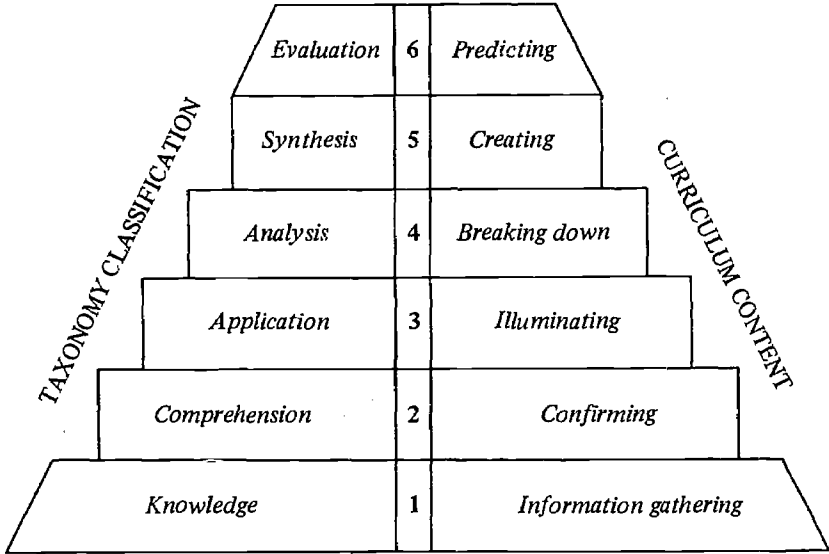 Evaluation 6 Predicting
Synthesis 5 Creating
Analysis 4 Breaking down
Application 3 Illuminating
Comprehension 2 Confirming
Knowledge 1 Information gathering
TAXONOMY CLASSIFICATION
CURRICULUM CONTENT